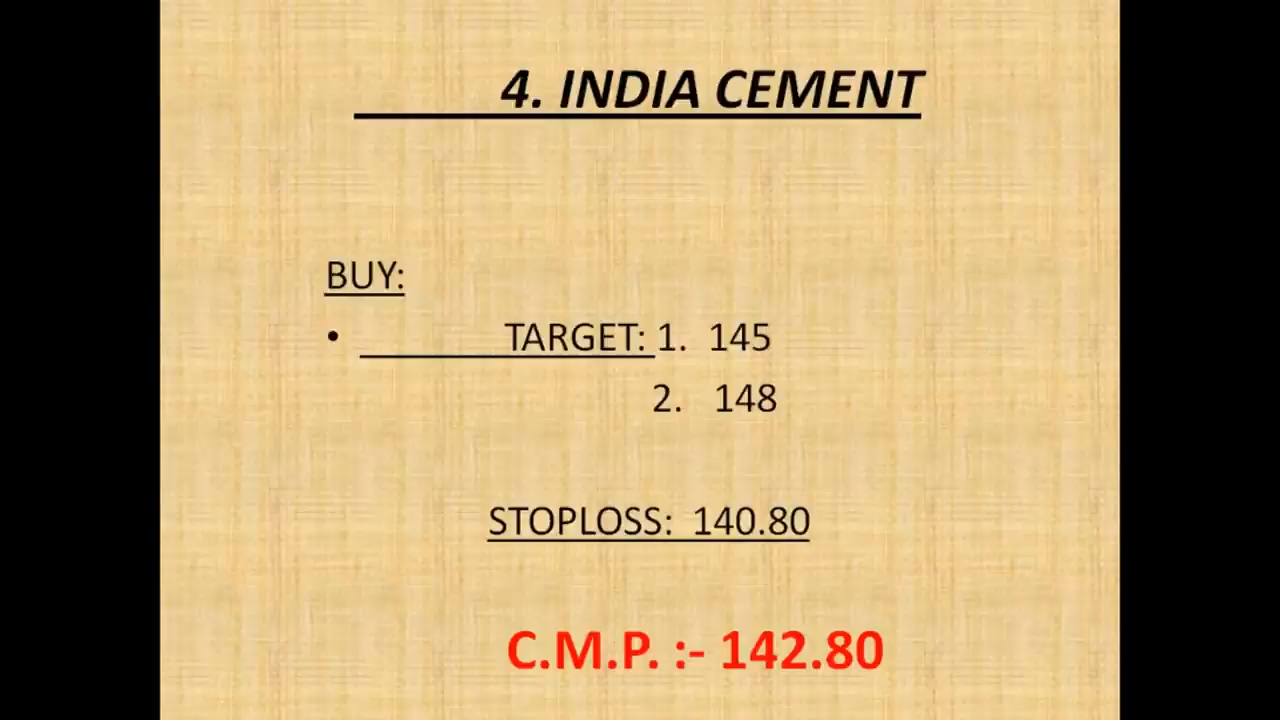 4. INDIA CEMENT
BUY:
• TARGET: 1. 145
2. 148
STOPLOSS: 140.80
C.M.P. :- 142.80